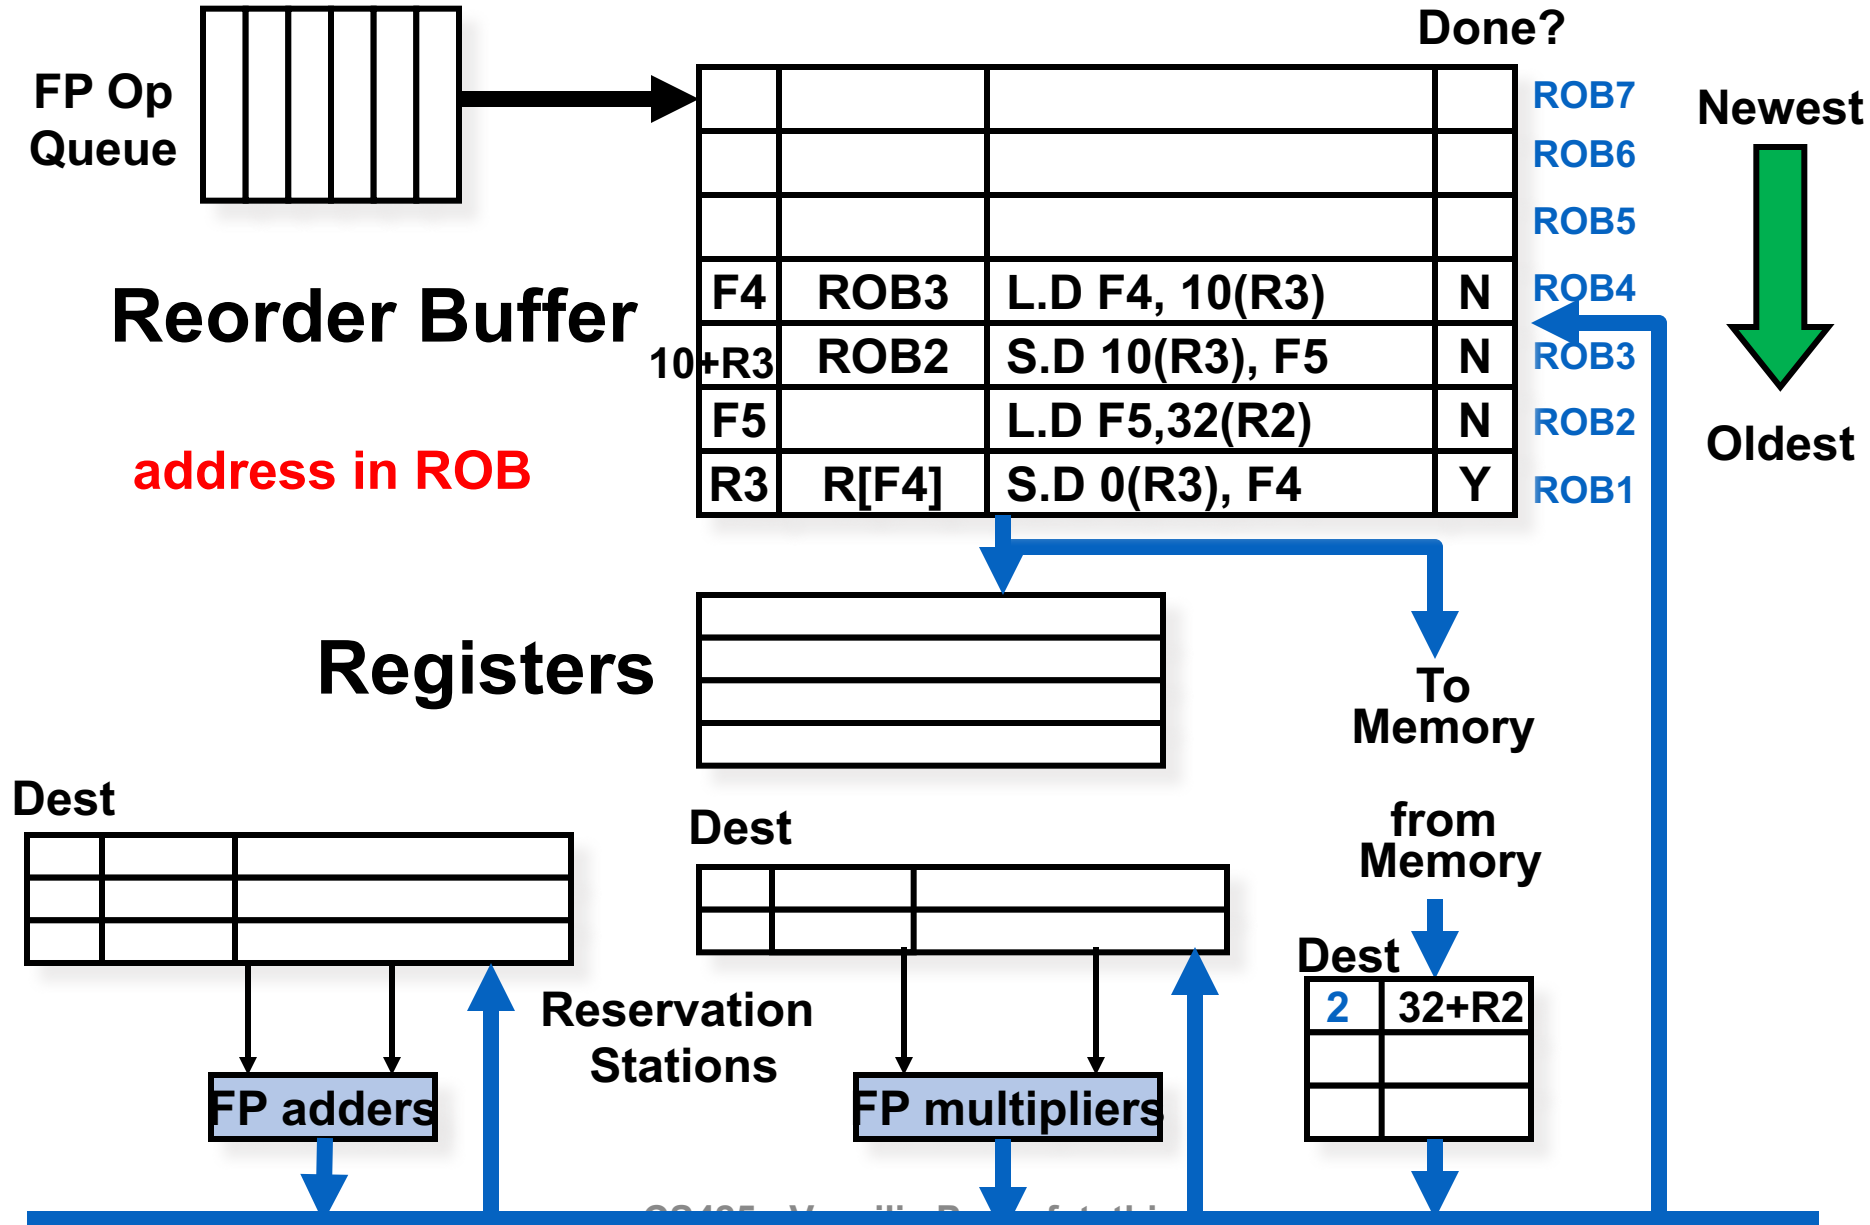 Done?
FP Op
Queue
ROB7
ROB6
ROB5
Newest
F4 ROB3 L.D F4, 10(R3) N ROB4
10+R3 ROB2 S.D 10(R3), F5 N ROB3
F5 L.D F5,32(R2) N ROB2
R3 R[F4] S.D 0(R3), F4 Y ROB1
Oldest
Reorder Buffer
address in ROB
Registers
To
Memory
from
Memory
Dest
Dest
Dest
2 32+R2
Reservation
Stations
FP adders
FP multipliers